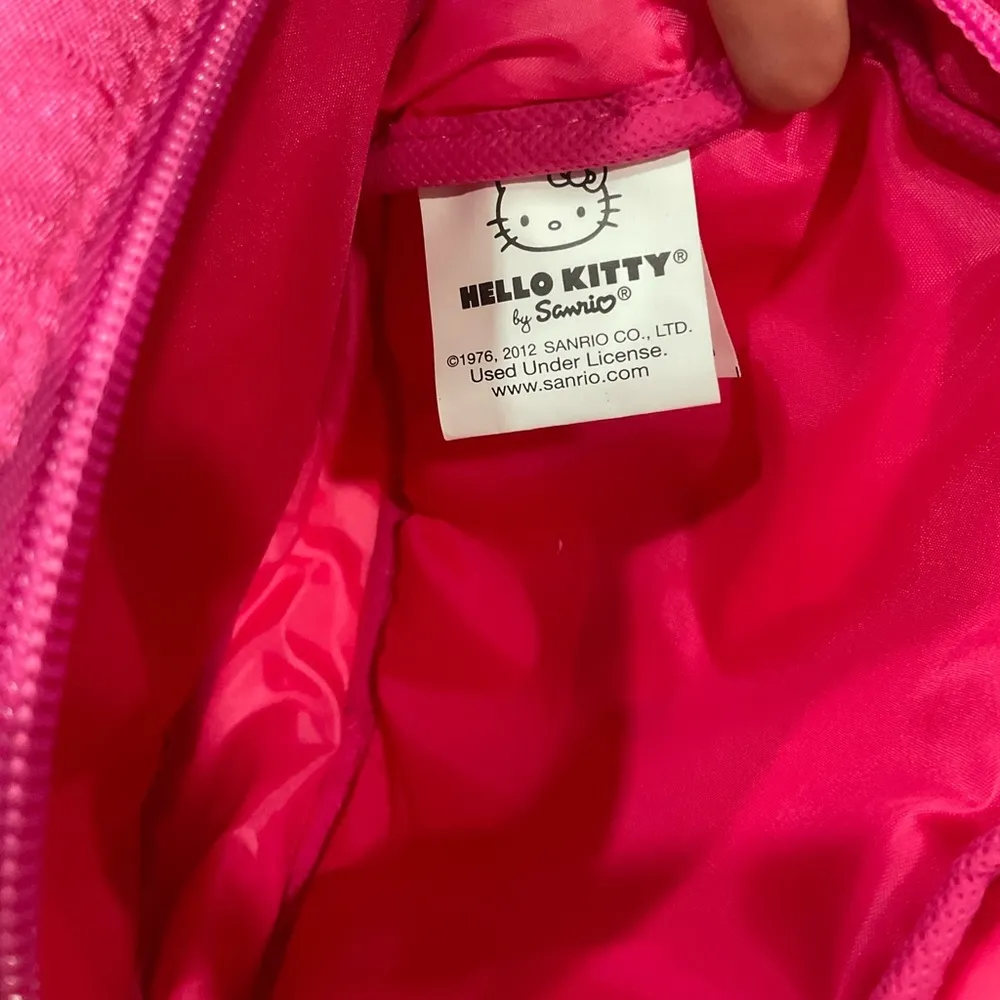 HELLO KITTY®
by Sanrio®
©1976, 2012 SANRIO CO., LTD.
Used Under License.
www.sanrio.com